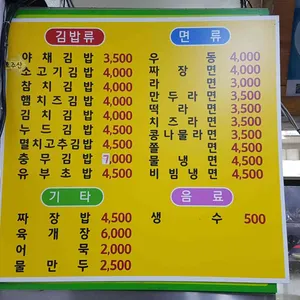 김밥류
야채김밥 3,500
소고기김밥 4,000
참치김밥 4,000
햄치즈김밥 4,000
김치김밥 4,000
누드김밥 4,500
멸치고추김밥 4,500
충무김밥 7,000
유부초밥 4,500
면류
우동 4,000
짜장면 4,000
라면 3,000
만두라면 3,500
떡라면 3,500
치즈라면 3,500
콩나물라면 3,500
쫄면 4,500
물냉면 4,500
비빔냉면 4,500
기타
짜장밥 4,500
육개장 6,000
어묵 2,000
물만두 2,500
음료
생수 500